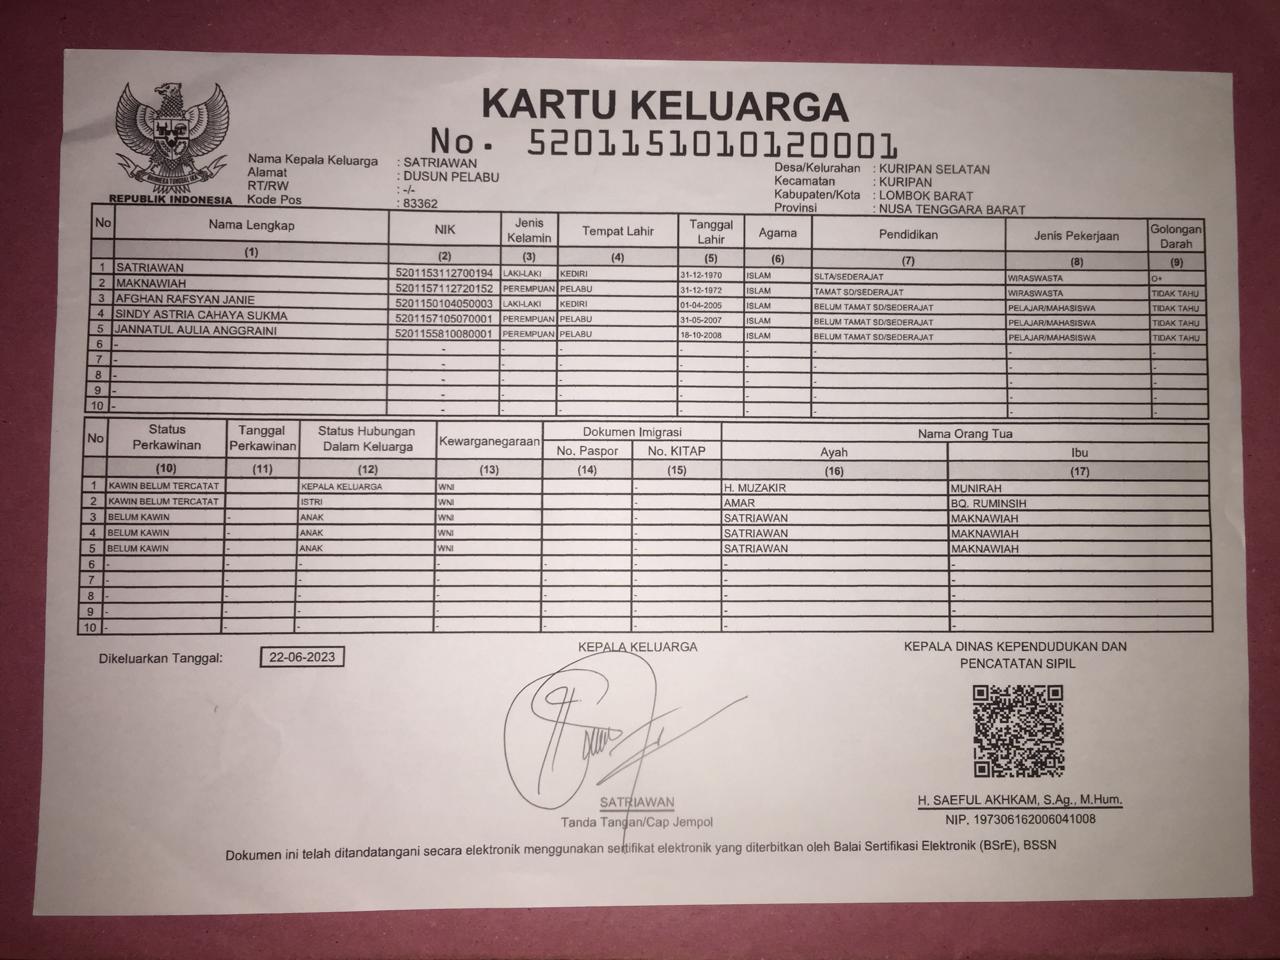 KARTU KELUARGA
No. 5201151010120001
REPUBLIK INDONESIA
Nama Kepala Keluarga : SATRIAWAN
Alamat : DUSUN PELABU
RT/RW : -/-
Kode Pos : 83362
Desa/Kelurahan : KURIPAN SELATAN
Kecamatan : KURIPAN
Kabupaten/Kota : LOMBOK BARAT
Provinsi : NUSA TENGGARA BARAT
No Nama Lengkap NIK Jenis Kelamin Tempat Lahir Tanggal Lahir Agama Pendidikan Jenis Pekerjaan Golongan Darah
(1) (2) (3) (4) (5) (6) (7) (8) (9)
1 SATRIAWAN 5201153112700194 LAKI-LAKI KEDIRI 31-12-1970 ISLAM SLTA/SEDERAJAT WIRASWASTA O+
2 MAKNAWIAH 5201157112720152 PEREMPUAN PELABU 31-12-1972 ISLAM TAMAT SD/SEDERAJAT WIRASWASTA TIDAK TAHU
3 AFGHAN RAFSYAN JANIE 5201150104050003 LAKI-LAKI KEDIRI 01-04-2005 ISLAM BELUM TAMAT SD/SEDERAJAT PELAJAR/MAHASISWA TIDAK TAHU
4 SINDY ASTRIA CAHAYA SUKMA 5201157105070001 PEREMPUAN PELABU 31-05-2007 ISLAM BELUM TAMAT SD/SEDERAJAT PELAJAR/MAHASISWA TIDAK TAHU
5 JANNATUL AULIA ANGGRAINI 5201155810080001 PEREMPUAN PELABU 18-10-2008 ISLAM BELUM TAMAT SD/SEDERAJAT PELAJAR/MAHASISWA TIDAK TAHU
6 - - - - - - - - -
7 - - - - - - - - -
8 - - - - - - - - -
9 - - - - - - - - -
10 - - - - - - - - -
No Status Perkawinan Tanggal Perkawinan Status Hubungan Dalam Keluarga Kewarganegaraan Dokumen Imigrasi Nama Orang Tua
No. Paspor No. KITAP Ayah Ibu
(10) (11) (12) (13) (14) (15) (16) (17)
1 KAWIN BELUM TERCATAT KEPALA KELUARGA WNI - H. MUZAKIR MUNIRAH
2 KAWIN BELUM TERCATAT ISTRI WNI - AMAR BQ. RUMINSIH
3 BELUM KAWIN - ANAK WNI - SATRIAWAN MAKNAWIAH
4 BELUM KAWIN - ANAK WNI - SATRIAWAN MAKNAWIAH
5 BELUM KAWIN - ANAK WNI - SATRIAWAN MAKNAWIAH
6 - - - - - - - -
7 - - - - - - - -
8 - - - - - - - -
9 - - - - - - - -
10 - - - - - - - -
Dikeluarkan Tanggal: 22-06-2023
KEPALA KELUARGA
SATRIAWAN
Tanda Tangan/Cap Jempol
KEPALA DINAS KEPENDUDUKAN DAN
PENCATATAN SIPIL
H. SAEFUL AKHKAM, S.Ag., M.Hum.
NIP. 197306162006041008
Dokumen ini telah ditandatangani secara elektronik menggunakan sertifikat elektronik yang diterbitkan oleh Balai Sertifikasi Elektronik (BSrE), BSSN